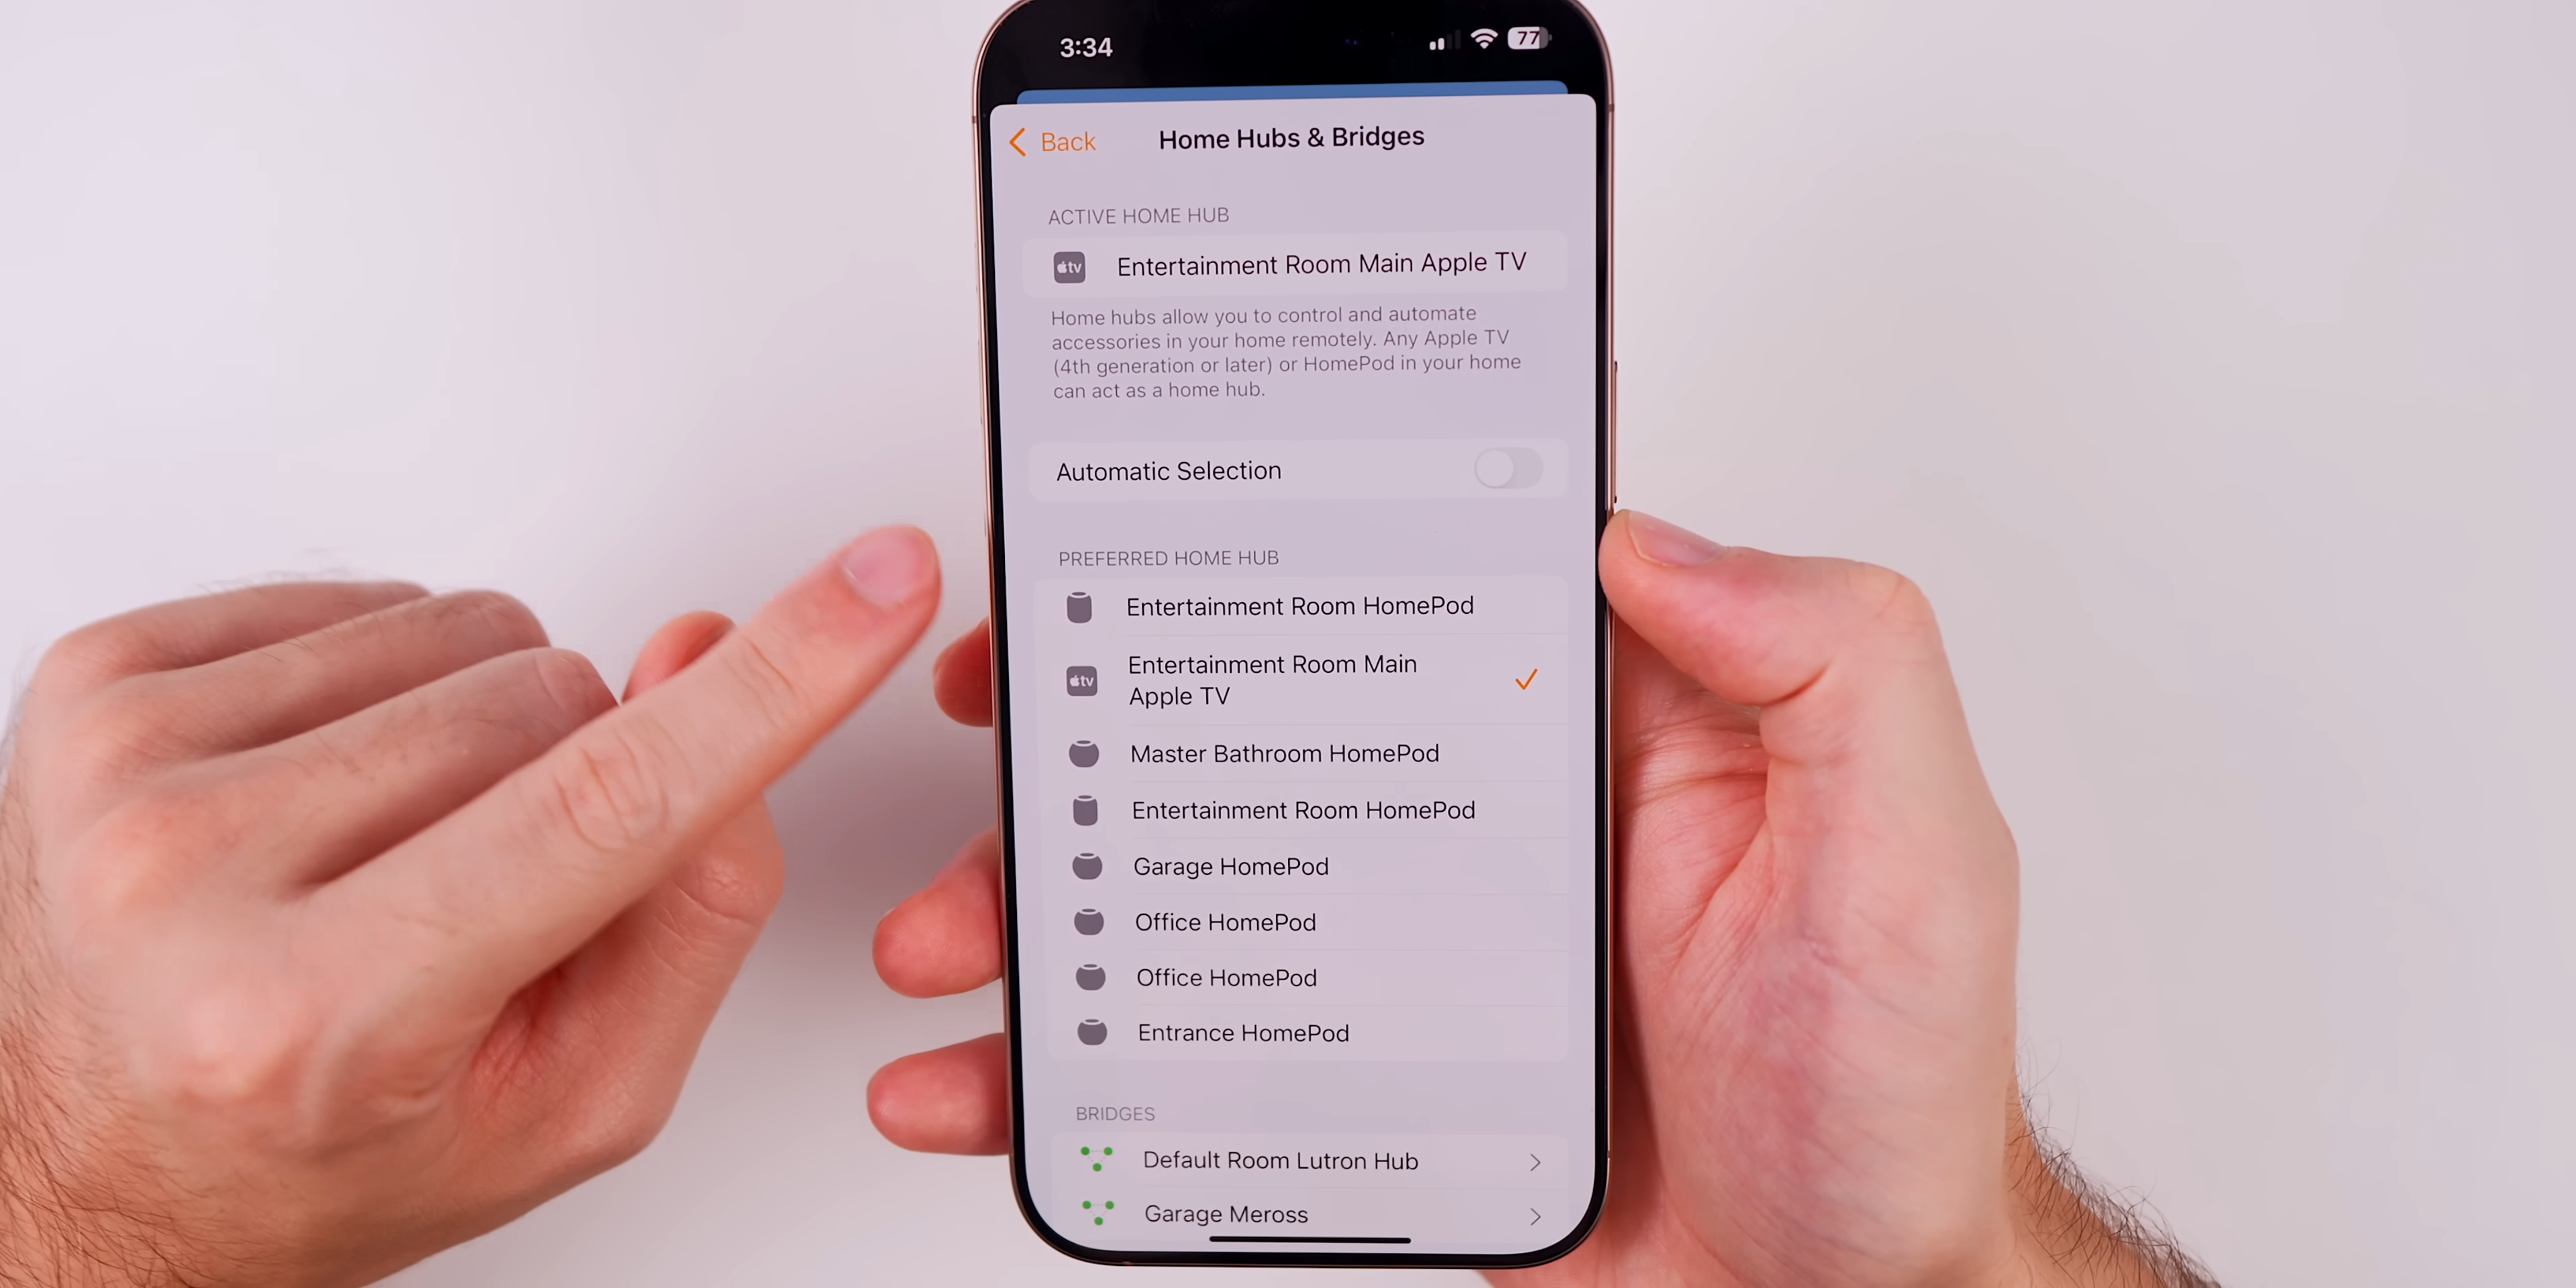 3:34
77
Back
Home Hubs & Bridges
ACTIVE HOME HUB
tv
Entertainment Room Main Apple TV
Home hubs allow you to control and automate
accessories in your home remotely. Any Apple TV
(4th generation or later) or HomePod in your home
can act as a home hub.
Automatic Selection
PREFERRED HOME HUB
Entertainment Room HomePod
tv
Entertainment Room Main
Apple TV
Master Bathroom HomePod
Entertainment Room HomePod
Garage HomePod
Office HomePod
Office HomePod
Entrance HomePod
BRIDGES
Default Room Lutron Hub
Garage Meross